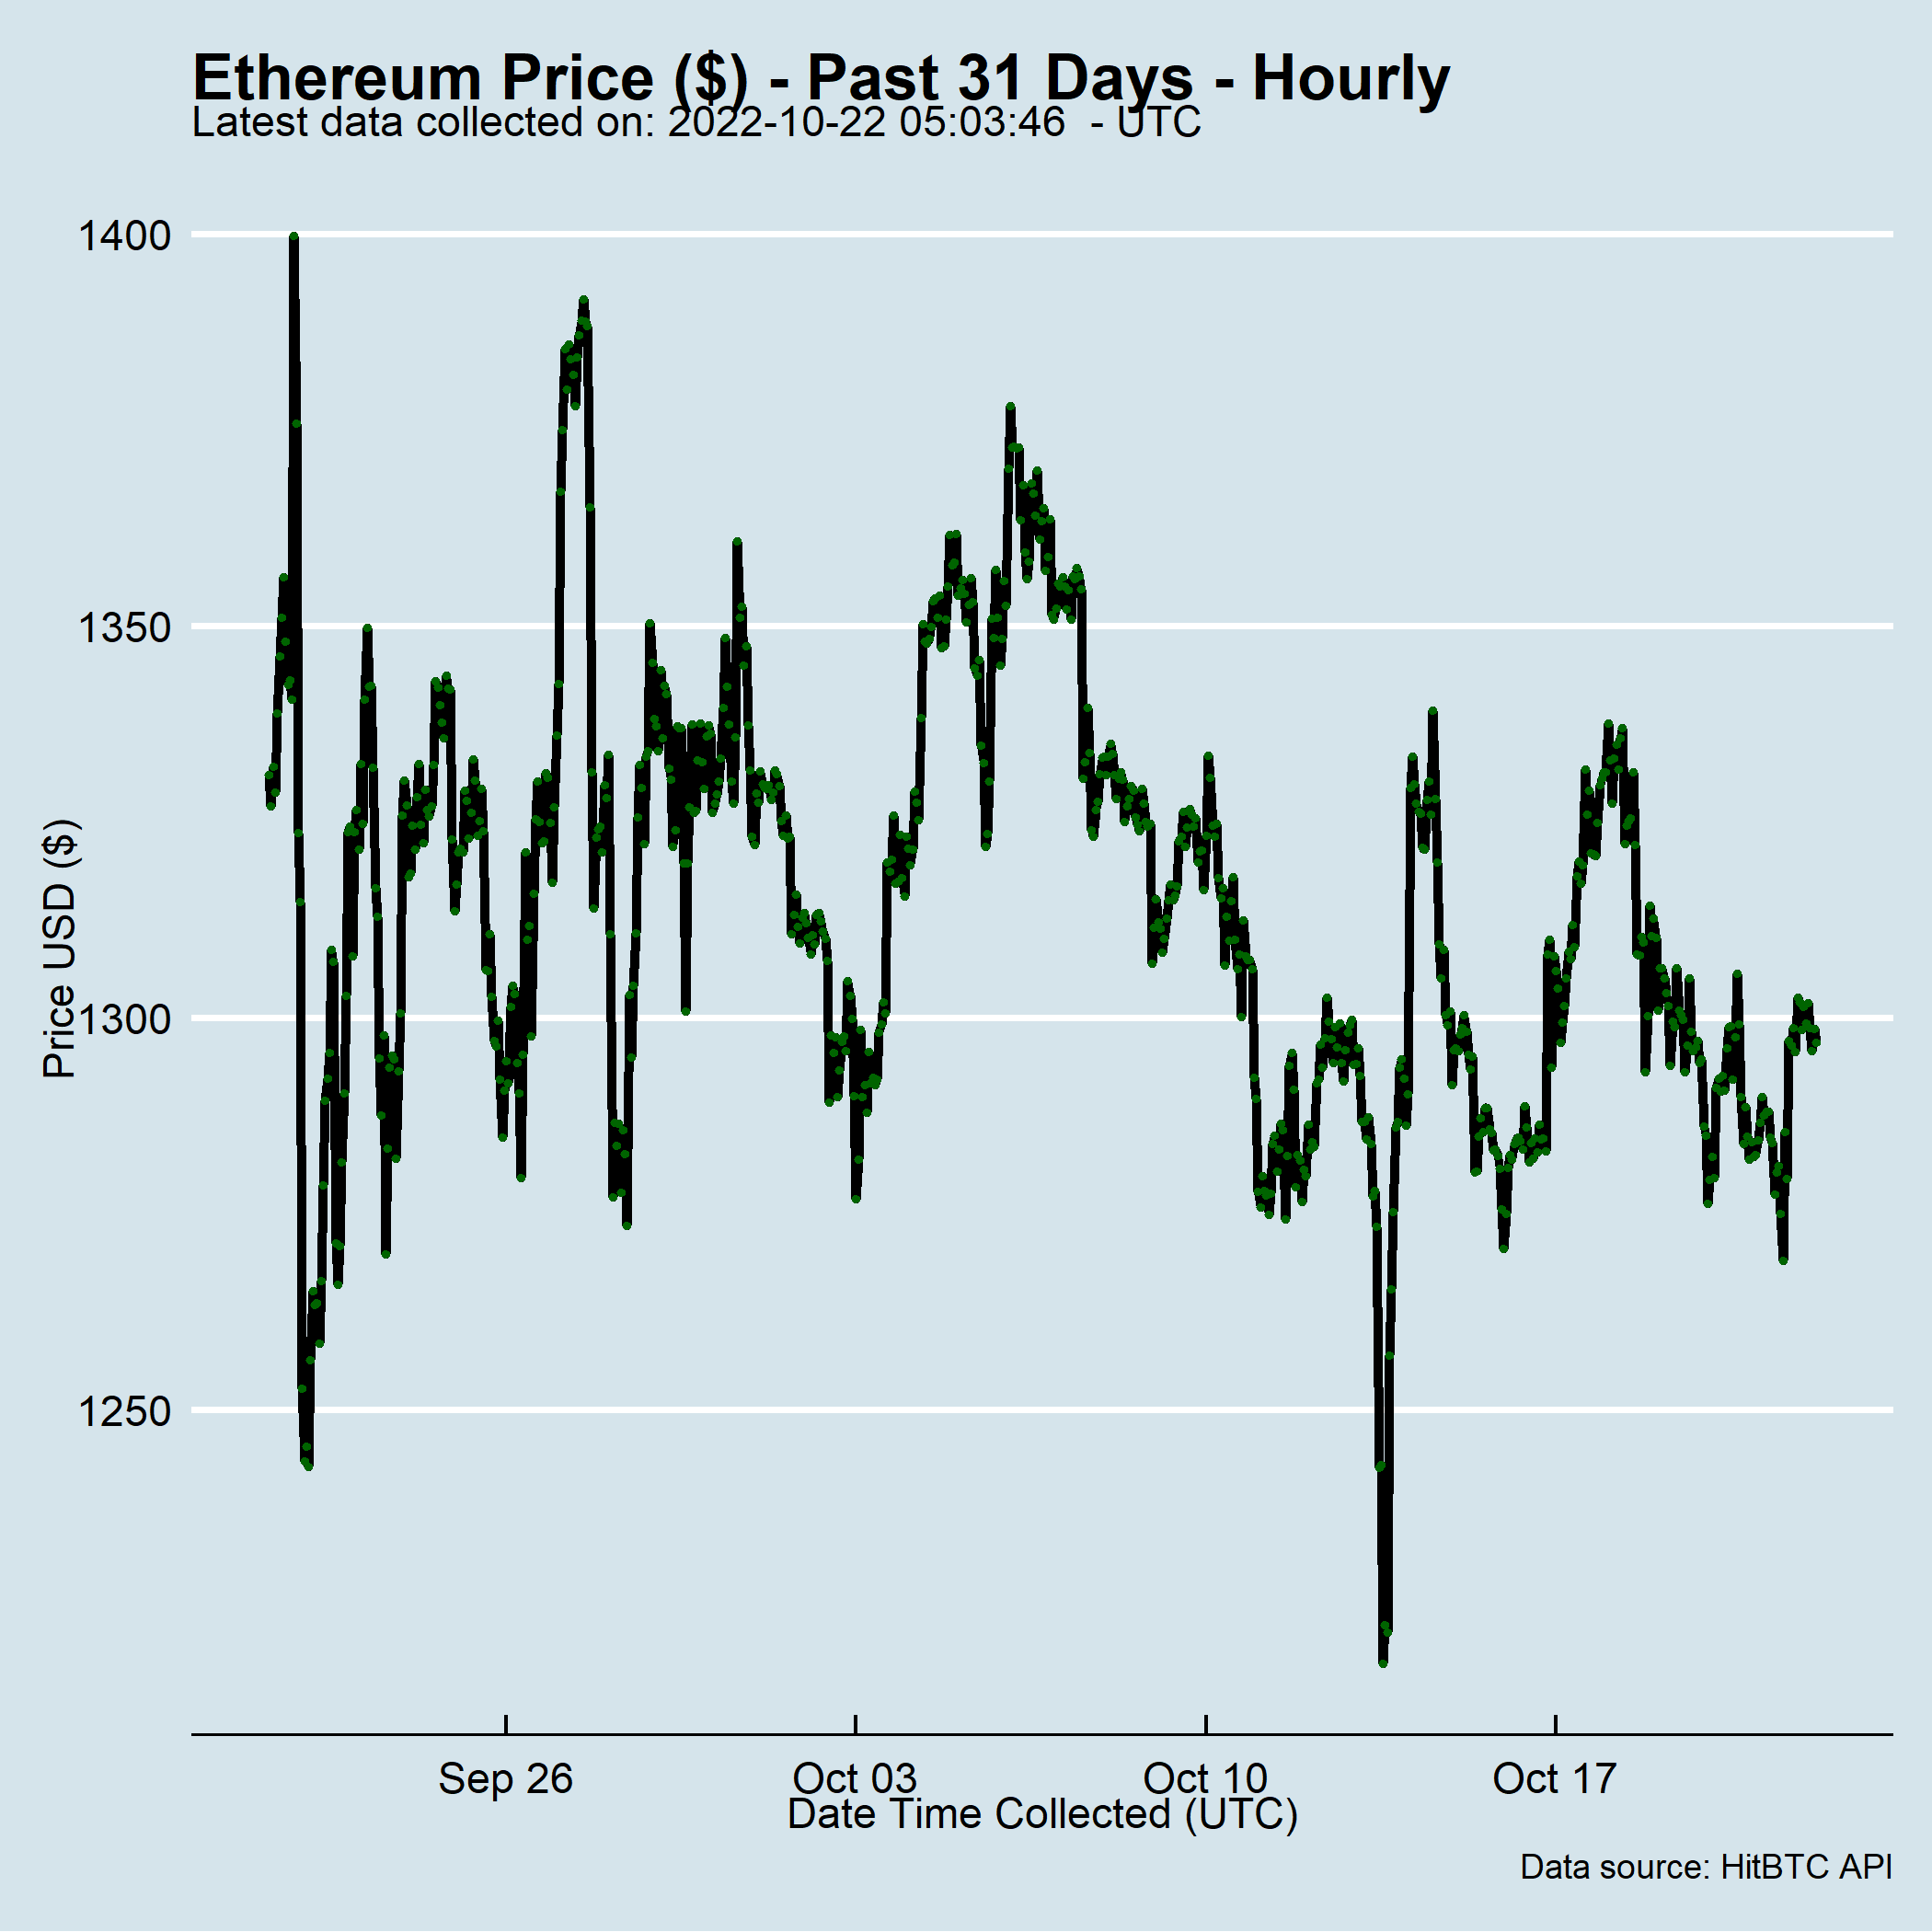 Ethereum Price ($) - Past 31 Days - Hourly
Latest data collected on: 2022-10-22 05:03:46  - UTC
1400
1350
1300
1250
Price USD ($)
Sep 26
Oct 03
Oct 10
Oct 17
Date Time Collected (UTC)
Data source: HitBTC API